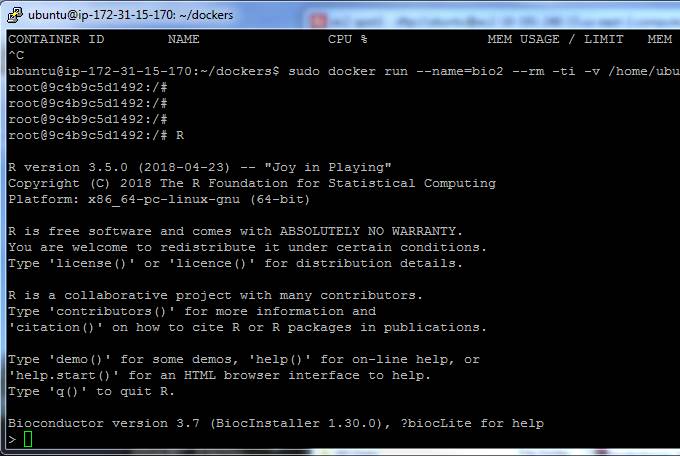 ubuntu@ip-172-31-15-170: ~/dockers
CONTAINER ID        NAME                CPU %               MEM USAGE / LIMIT   MEM
^C
ubuntu@ip-172-31-15-170:~/dockers$ sudo docker run --name=bio2 --rm -ti -v /home/ubu
root@9c4b9c5d1492:/#
root@9c4b9c5d1492:/#
root@9c4b9c5d1492:/#
root@9c4b9c5d1492:/# R
R version 3.5.0 (2018-04-23) -- "Joy in Playing"
Copyright (C) 2018 The R Foundation for Statistical Computing
Platform: x86_64-pc-linux-gnu (64-bit)
R is free software and comes with ABSOLUTELY NO WARRANTY.
You are welcome to redistribute it under certain conditions.
Type 'license()' or 'licence()' for distribution details.
R is a collaborative project with many contributors.
Type 'contributors()' for more information and
'citation()' on how to cite R or R packages in publications.
Type 'demo()' for some demos, 'help()' for on-line help, or
'help.start()' for an HTML browser interface to help.
Type 'q()' to quit R.
Bioconductor version 3.7 (BiocInstaller 1.30.0), ?biocLite for help
>